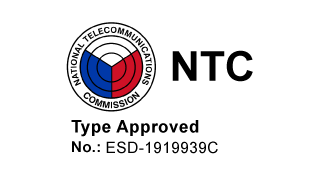 NATIONAL TELECOMMUNICATIONS
COMMISSION
NTC
Type Approved
No.: ESD-1919939C